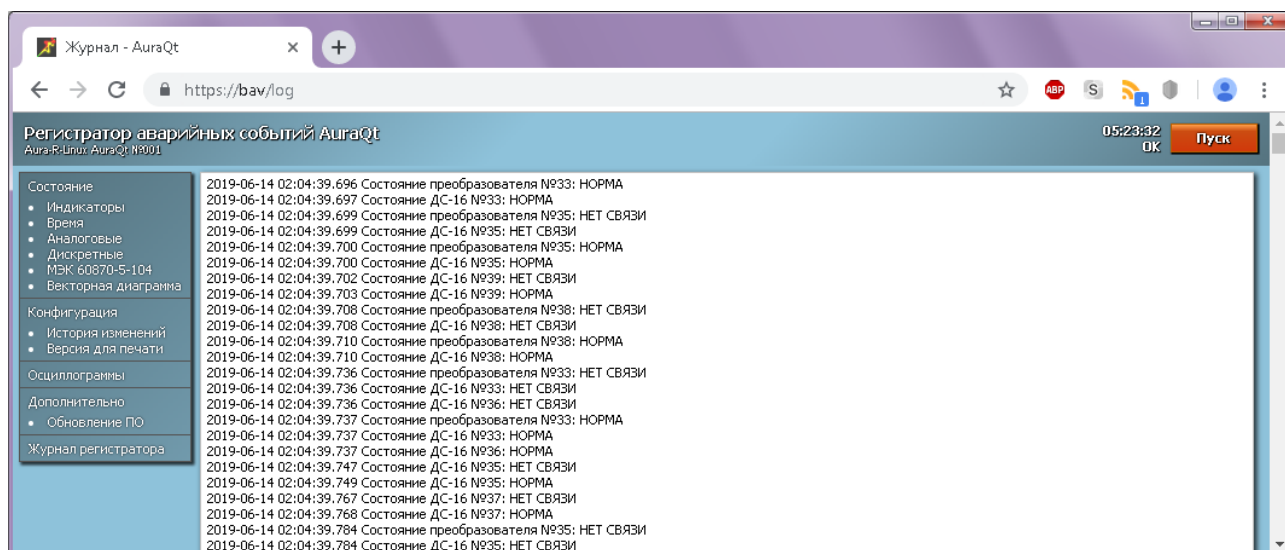 Журнал - AuraQt
https://bav/log
ABP
S
1
Регистратор аварийных событий AuraQt
Aura-R-Linux AuraQt №001
05:23:32
OK
Пуск
Состояние
Индикаторы
Время
Аналоговые
Дискретные
МЭК 60870-5-104
Векторная диаграмма
Конфигурация
История изменений
Версия для печати
Осциллограммы
Дополнительно
Обновление ПО
Журнал регистратора
2019-06-14 02:04:39.696 Состояние преобразователя №33: НОРМА
2019-06-14 02:04:39.697 Состояние ДС-16 №33: НОРМА
2019-06-14 02:04:39.699 Состояние преобразователя №35: НЕТ СВЯЗИ
2019-06-14 02:04:39.699 Состояние ДС-16 №35: НЕТ СВЯЗИ
2019-06-14 02:04:39.700 Состояние преобразователя №35: НОРМА
2019-06-14 02:04:39.700 Состояние ДС-16 №35: НОРМА
2019-06-14 02:04:39.702 Состояние ДС-16 №39: НЕТ СВЯЗИ
2019-06-14 02:04:39.703 Состояние ДС-16 №39: НОРМА
2019-06-14 02:04:39.708 Состояние преобразователя №38: НЕТ СВЯЗИ
2019-06-14 02:04:39.708 Состояние ДС-16 №38: НЕТ СВЯЗИ
2019-06-14 02:04:39.710 Состояние преобразователя №38: НОРМА
2019-06-14 02:04:39.710 Состояние ДС-16 №38: НОРМА
2019-06-14 02:04:39.736 Состояние преобразователя №33: НЕТ СВЯЗИ
2019-06-14 02:04:39.736 Состояние ДС-16 №33: НЕТ СВЯЗИ
2019-06-14 02:04:39.736 Состояние ДС-16 №36: НЕТ СВЯЗИ
2019-06-14 02:04:39.737 Состояние преобразователя №33: НОРМА
2019-06-14 02:04:39.737 Состояние ДС-16 №33: НОРМА
2019-06-14 02:04:39.737 Состояние ДС-16 №36: НОРМА
2019-06-14 02:04:39.747 Состояние ДС-16 №35: НЕТ СВЯЗИ
2019-06-14 02:04:39.749 Состояние ДС-16 №35: НОРМА
2019-06-14 02:04:39.767 Состояние ДС-16 №37: НЕТ СВЯЗИ
2019-06-14 02:04:39.768 Состояние ДС-16 №37: НОРМА
2019-06-14 02:04:39.784 Состояние преобразователя №35: НЕТ СВЯЗИ
2019-06-14 02:04:39.784 Состояние ДС-16 №35: НЕТ СВЯЗИ